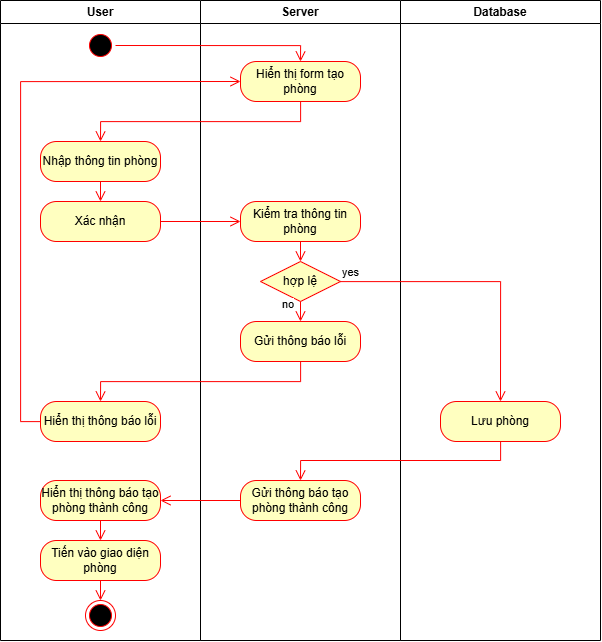 User
Server
Database
Hiển thị form tạo
phòng
Nhập thông tin phòng
Xác nhận
Kiểm tra thông tin
phòng
hợp lệ
yes
no
Gửi thông báo lỗi
Hiển thị thông báo lỗi
Lưu phòng
Hiển thị thông báo tạo
phòng thành công
Gửi thông báo tạo
phòng thành công
Tiến vào giao diện
phòng